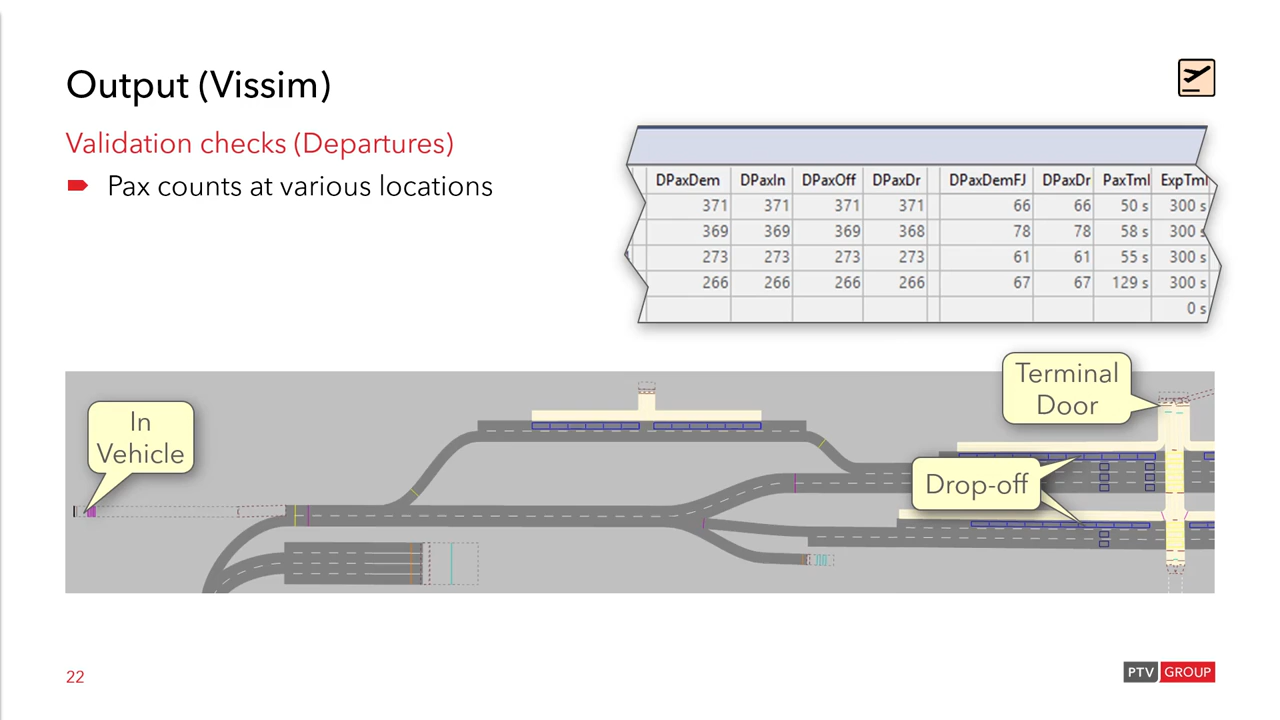 Output (Vissim)
Validation checks (Departures)
Pax counts at various locations
DPaxDem DPaxIn DPaxOff DPaxDr DPaxDemFJ DPaxDr PaxTml ExpTml
371 371 371 371 66 66 50 s 300 s
369 369 369 368 78 78 58 s 300 s
273 273 273 273 61 61 55 s 300 s
266 266 266 266 67 67 129 s 300 s
0 s
Terminal
Door
In
Vehicle
Drop-off
22
PTV GROUP